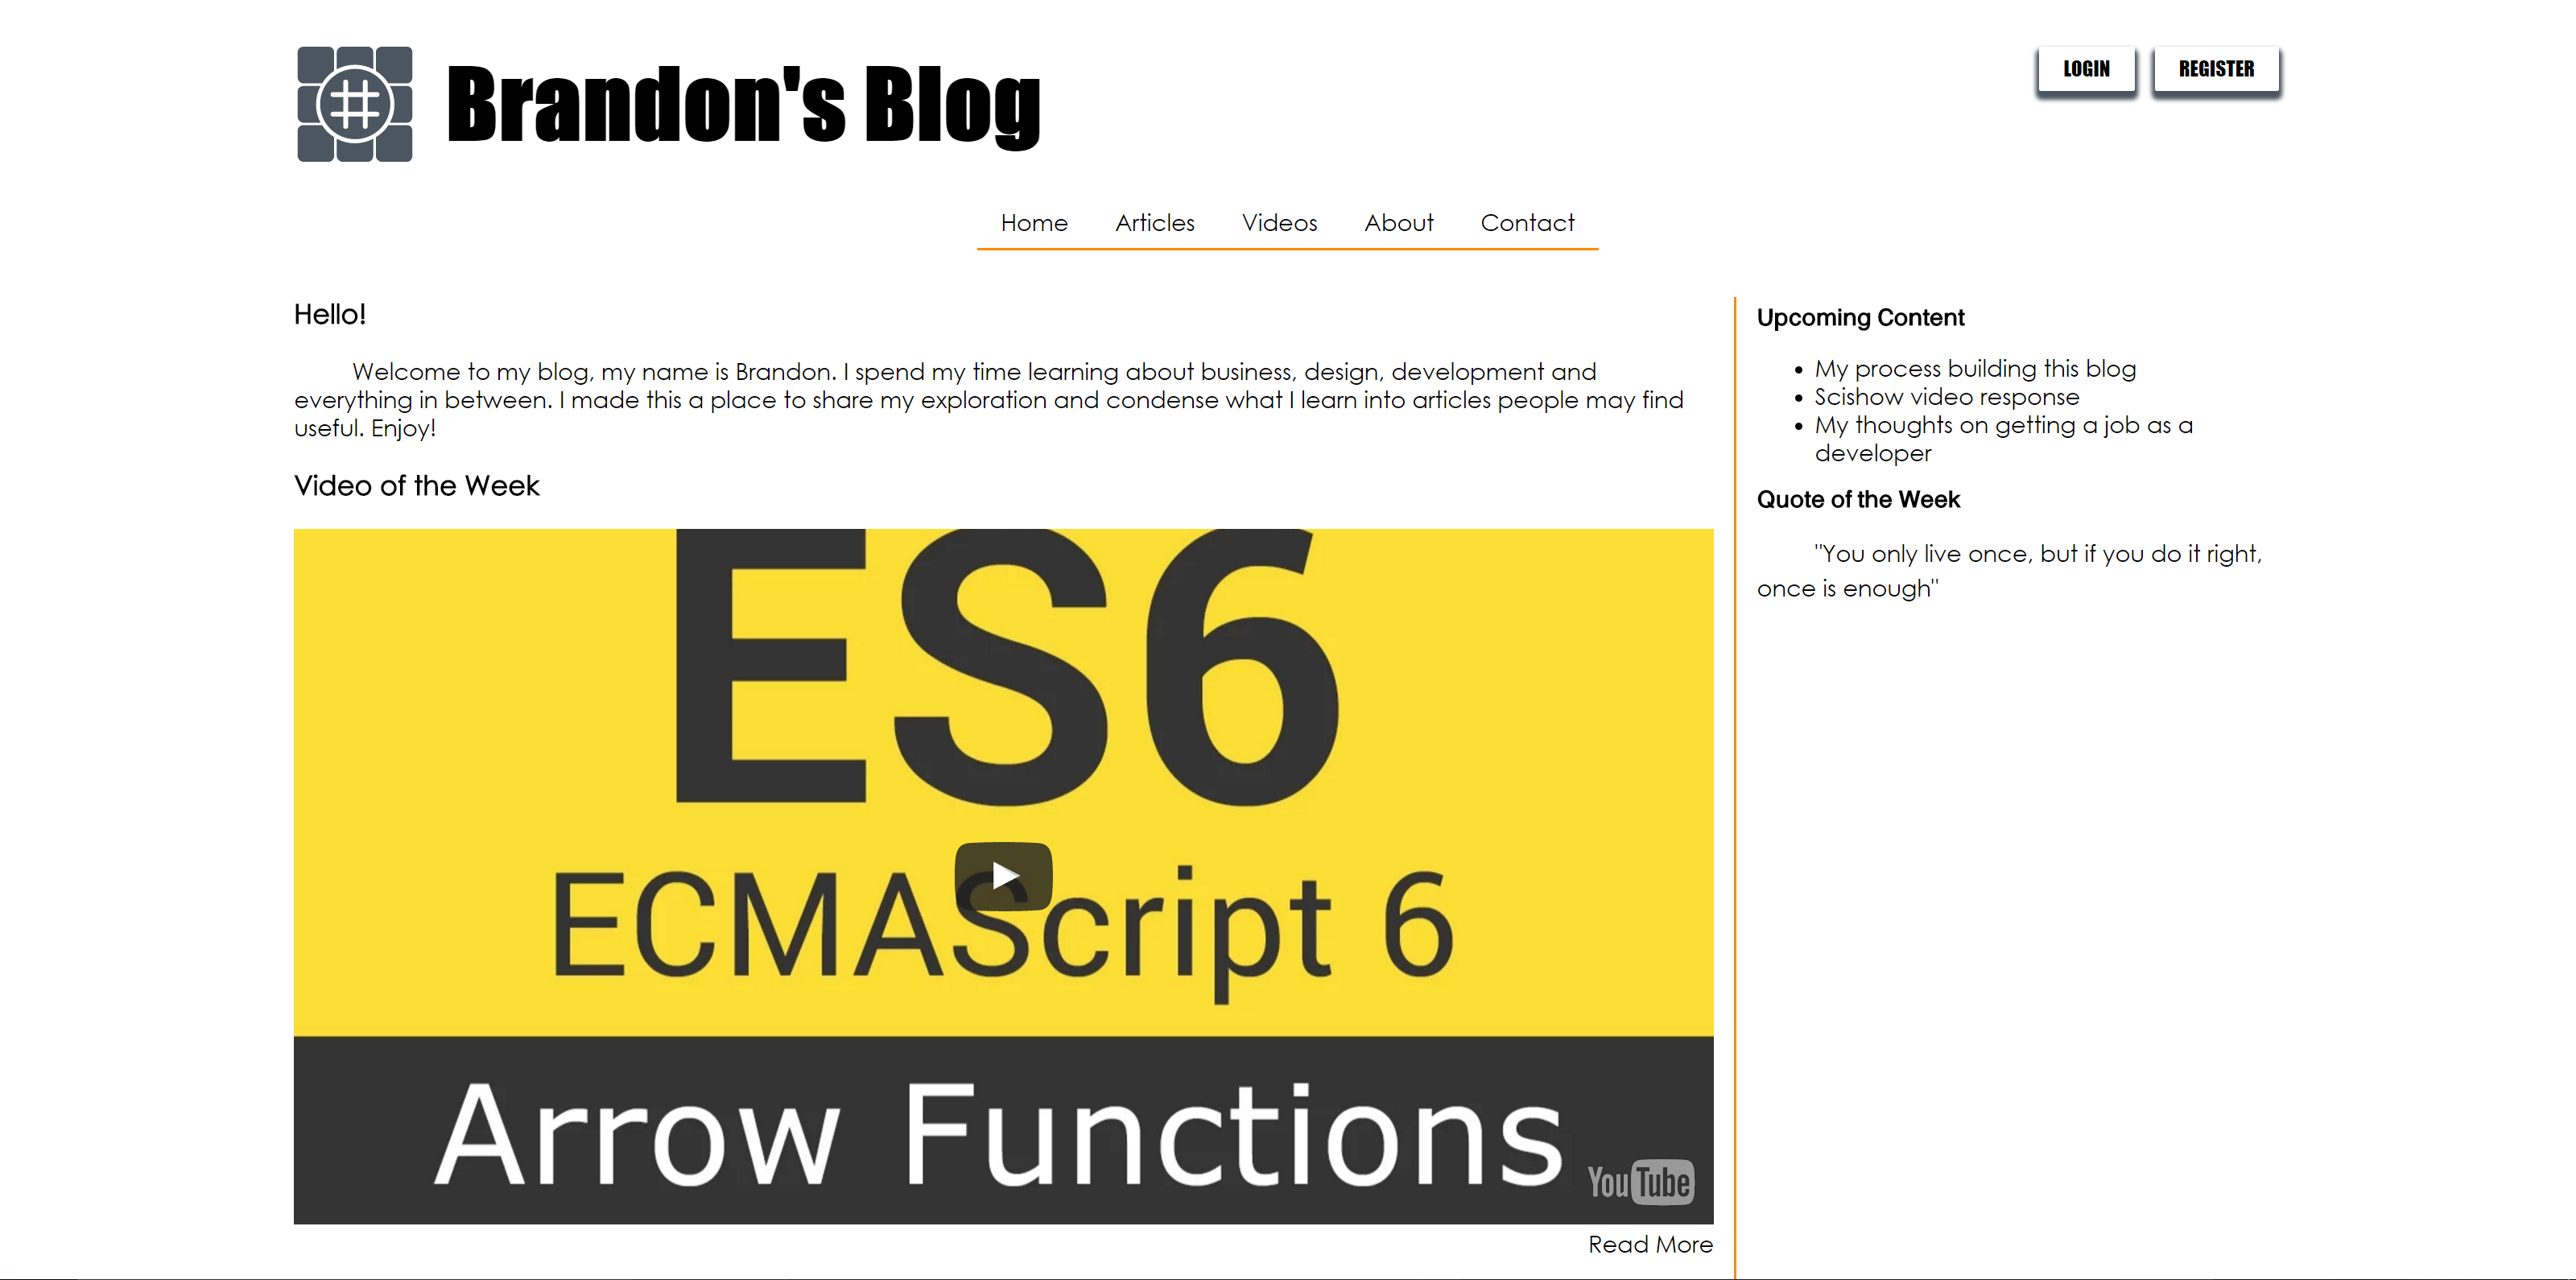 #
Brandon's Blog
LOGIN
REGISTER
Home
Articles
Videos
About
Contact
Hello!
Welcome to my blog, my name is Brandon. I spend my time learning about business, design, development and
everything in between. I made this a place to share my exploration and condense what I learn into articles people may find
useful. Enjoy!
Video of the Week
ES6
ECMAScript 6
Arrow Functions
YouTube
Read More
Upcoming Content
• My process building this blog
• Scishow video response
• My thoughts on getting a job as a
developer
Quote of the Week
"You only live once, but if you do it right,
once is enough"